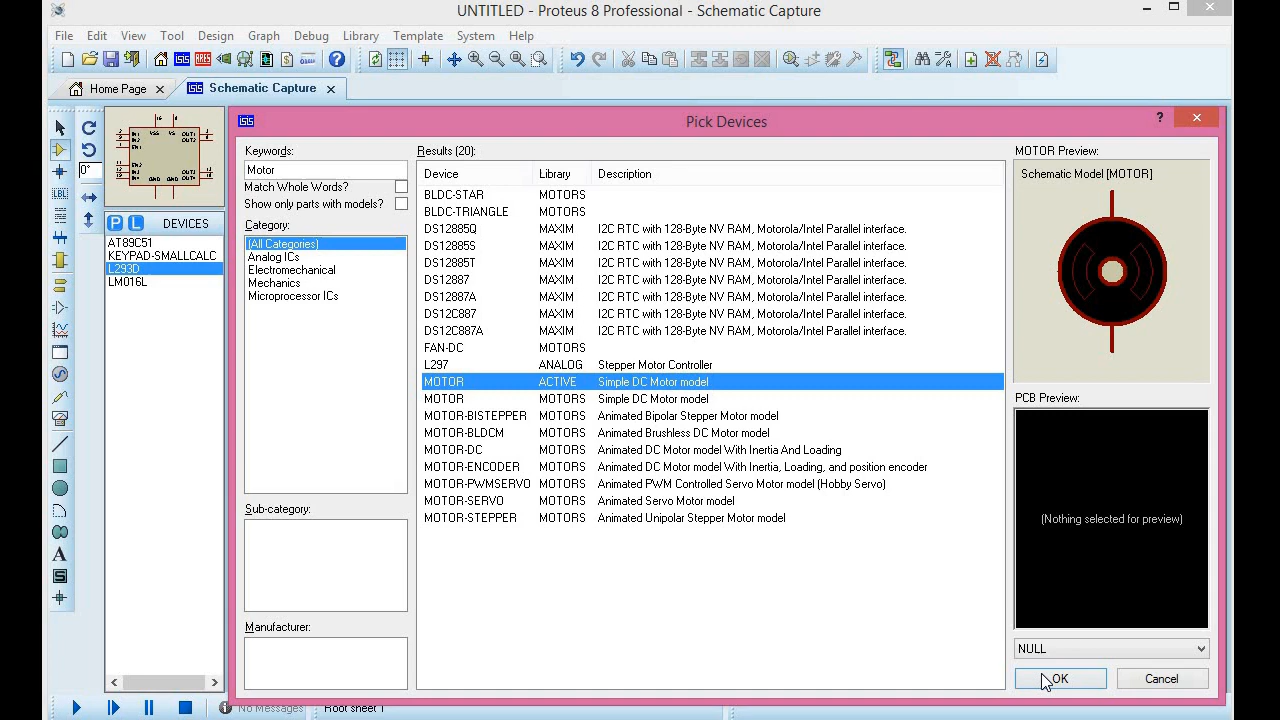 UNTITLED - Proteus 8 Professional - Schematic Capture
File Edit View Tool Design Graph Debug Library Template System Help
Home Page
Schematic Capture
Pick Devices
DEVICES
AT89C51
KEYPAD-SMALLCALC
L293D
LM016L
Keywords:
Motor
Match Whole Words?
Show only parts with models?
Category:
(All Categories)
Analog ICs
Electromechanical
Mechanics
Microprocessor ICs
Sub-category:
Manufacturer:
Results (20):
Device Library Description
BLDC-STAR MOTORS
BLDC-TRIANGLE MOTORS
DS12885Q MAXIM I2C RTC with 128-Byte NV RAM, Motorola/Intel Parallel interface.
DS12885S MAXIM I2C RTC with 128-Byte NV RAM, Motorola/Intel Parallel interface.
DS12885T MAXIM I2C RTC with 128-Byte NV RAM, Motorola/Intel Parallel interface.
DS12887 MAXIM I2C RTC with 128-Byte NV RAM, Motorola/Intel Parallel interface.
DS12887A MAXIM I2C RTC with 128-Byte NV RAM, Motorola/Intel Parallel interface.
DS12C887 MAXIM I2C RTC with 128-Byte NV RAM, Motorola/Intel Parallel interface.
DS12C887A MAXIM I2C RTC with 128-Byte NV RAM, Motorola/Intel Parallel interface.
FAN-DC MOTORS
L297 ANALOG Stepper Motor Controller
MOTOR ACTIVE Simple DC Motor model
MOTOR MOTORS Simple DC Motor model
MOTOR-BISTEPPER MOTORS Animated Bipolar Stepper Motor model
MOTOR-BLDCM MOTORS Animated Brushless DC Motor model
MOTOR-DC MOTORS Animated DC Motor model With Inertia And Loading
MOTOR-ENCODER MOTORS Animated DC Motor model With Inertia, Loading, and position encoder
MOTOR-PWMSERVO MOTORS Animated PWM Controlled Servo Motor model (Hobby Servo)
MOTOR-SERVO MOTORS Animated Servo Motor model
MOTOR-STEPPER MOTORS Animated Unipolar Stepper Motor model
MOTOR Preview:
Schematic Model [MOTOR]
PCB Preview:
(Nothing selected for preview)
NULL
OK
Cancel
No Messages
Root sheet 1